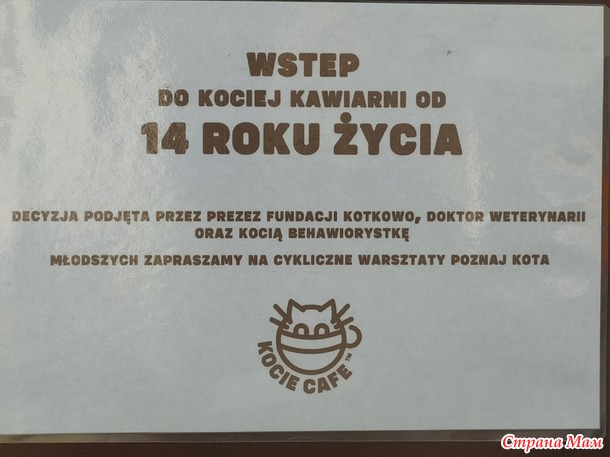 WSTEP
DO KOCIEJ KAWIARNI OD
14 ROKU ŻYCIA
DECYZJA PODJĘTA PRZEZ PREZEZ FUNDACJI KOTKOWO, DOKTOR WETERYNARII
ORAZ KOCIĄ BEHAWIORYSTKĘ
MŁODSZYCH ZAPRASZAMY NA CYKLICZNE WARSZTATY POZNAJ KOTA
KOCIE CAFE™
Страна Мам